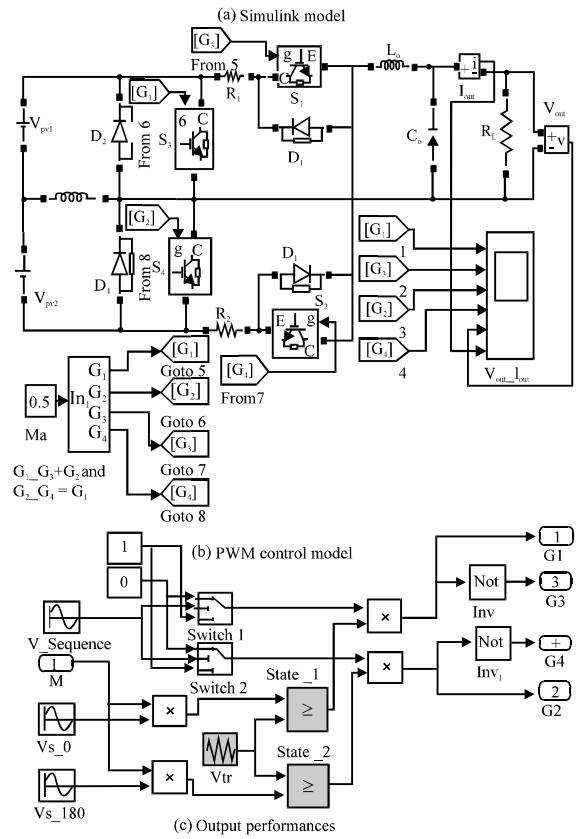 (a) Simulink model
[G₃]
From 5
g E
C
S₁
R₁
D₁
Lₒ
+ i
-
Iout
Vout
+ v
-
Cₒ
R_L
Vpv1
D₂
From 6
[G₁]
6 C
S₃
[G₂]
g C
S₄
D₄
From 8
Vpv2
R₂
D₁
S₂
E g
C
From7
[G₁]
1
[G₃]
2
[G₂]
3
[G₄]
4
Vout_Iout
0.5
Ma
In₁
G₁
G₂
G₃
G₄
[G₁]
Goto 5
[G₂]
Goto 6
[G₃]
Goto 7
[G₄]
Goto 8
G₁_G₃+G₂ and
G₂_G₄ = G₁
(b) PWM control model
1
0
V_Sequence
1
M
Vs_0
Vs_180
Switch 1
Switch 2
×
×
Vtr
State _1
≥
State _2
≥
×
×
Not
Inv
Not
Inv₁
1
G1
3
G3
+
G4
2
G2
(c) Output performances